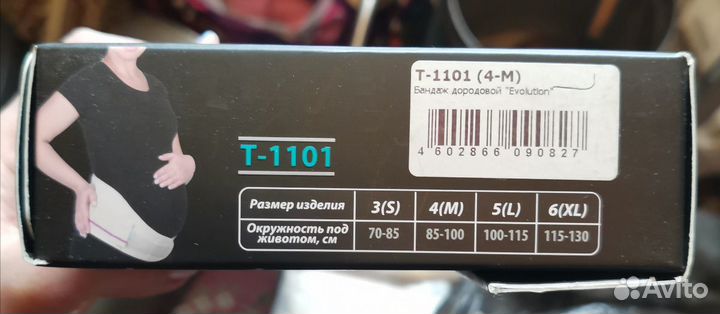 T-1101 (4-M)
Бандаж дородовой "Evolution"
4 602866 090827
T-1101
Размер изделия 3(S) 4(M) 5(L) 6(XL)
Окружность под животом, см 70-85 85-100 100-115 115-130
Avito